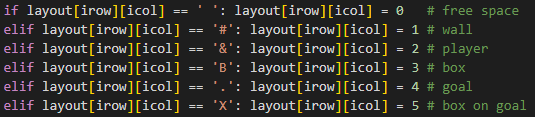 if layout[irow][icol] == ' ': layout[irow][icol] = 0   # free space
elif layout[irow][icol] == '#': layout[irow][icol] = 1 # wall
elif layout[irow][icol] == '&': layout[irow][icol] = 2 # player
elif layout[irow][icol] == 'B': layout[irow][icol] = 3 # box
elif layout[irow][icol] == '.': layout[irow][icol] = 4 # goal
elif layout[irow][icol] == 'X': layout[irow][icol] = 5 # box on goal